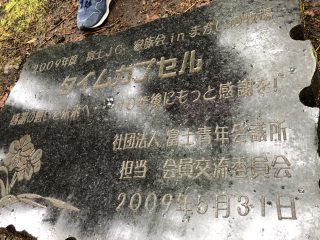 2009年度 富士JC 家族会 in まかいの牧場
タイムカプセル
10年後にもっと感謝を!
社団法人 富士青年会議所
担当 会員交流委員会
2009年5月31日